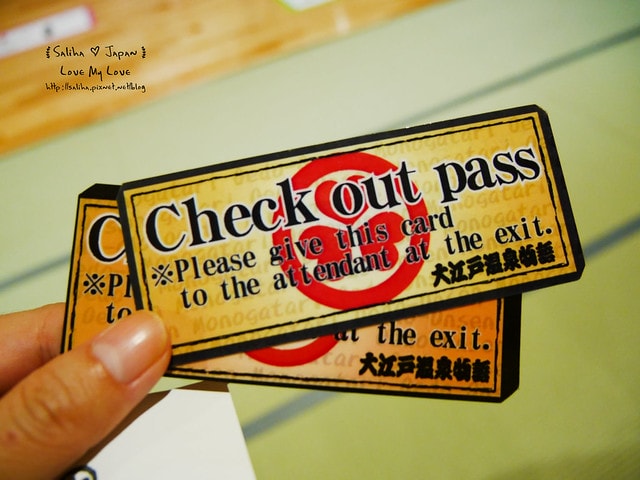 { Saliha ♡ Japan }
Love My Love
http://saliha.pixnet.net/blog
Check out pass
※Please give this card
to the attendant at the exit.
大江戸温泉物語
C
※Pl
to
at the exit.
大江戸温泉物語